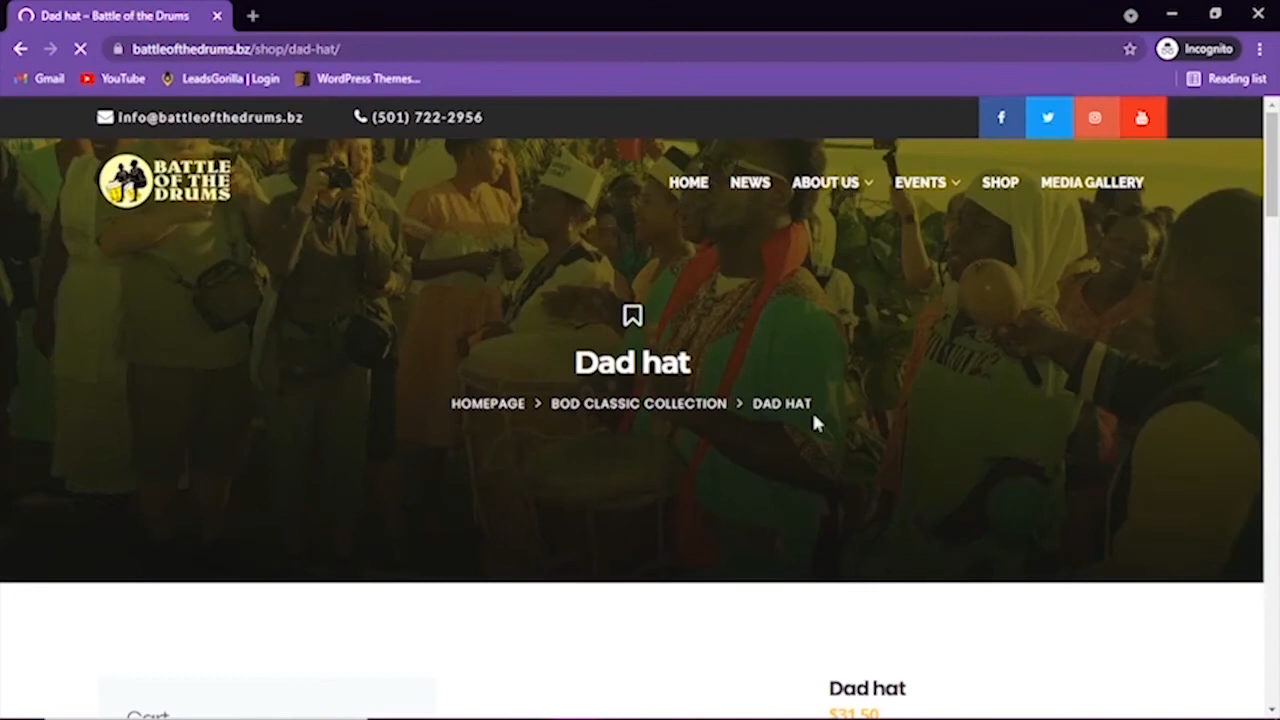 Dad hat – Battle of the Drums
battleofthedrums.bz/shop/dad-hat/
Incognito
Gmail
YouTube
LeadsGorilla | Login
WordPress Themes...
Reading list
info@battleofthedrums.bz
(501) 722-2956
BATTLE
OF THE
DRUMS
HOME
NEWS
ABOUT US
EVENTS
SHOP
MEDIA GALLERY
Dad hat
HOMEPAGE > BOD CLASSIC COLLECTION > DAD HAT
Cart
Dad hat
$31.50